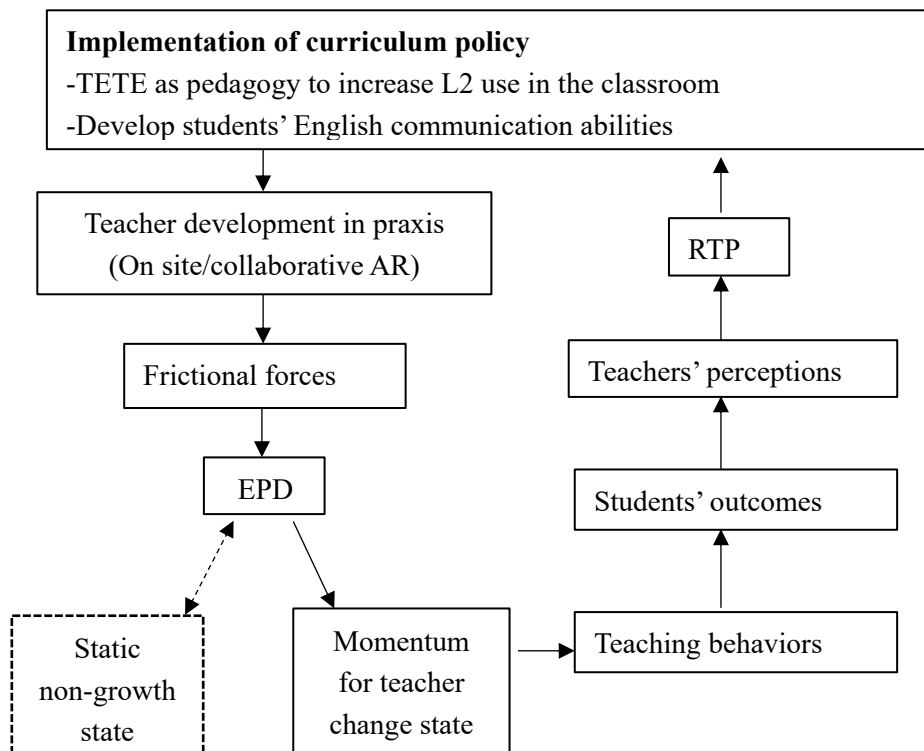 Implementation of curriculum policy
-TETE as pedagogy to increase L2 use in the classroom
-Develop students’ English communication abilities
Teacher development in praxis
(On site/collaborative AR)
Frictional forces
EPD
Static
non-growth
state
Momentum
for teacher
change state
Teaching behaviors
Students’ outcomes
Teachers’ perceptions
RTP